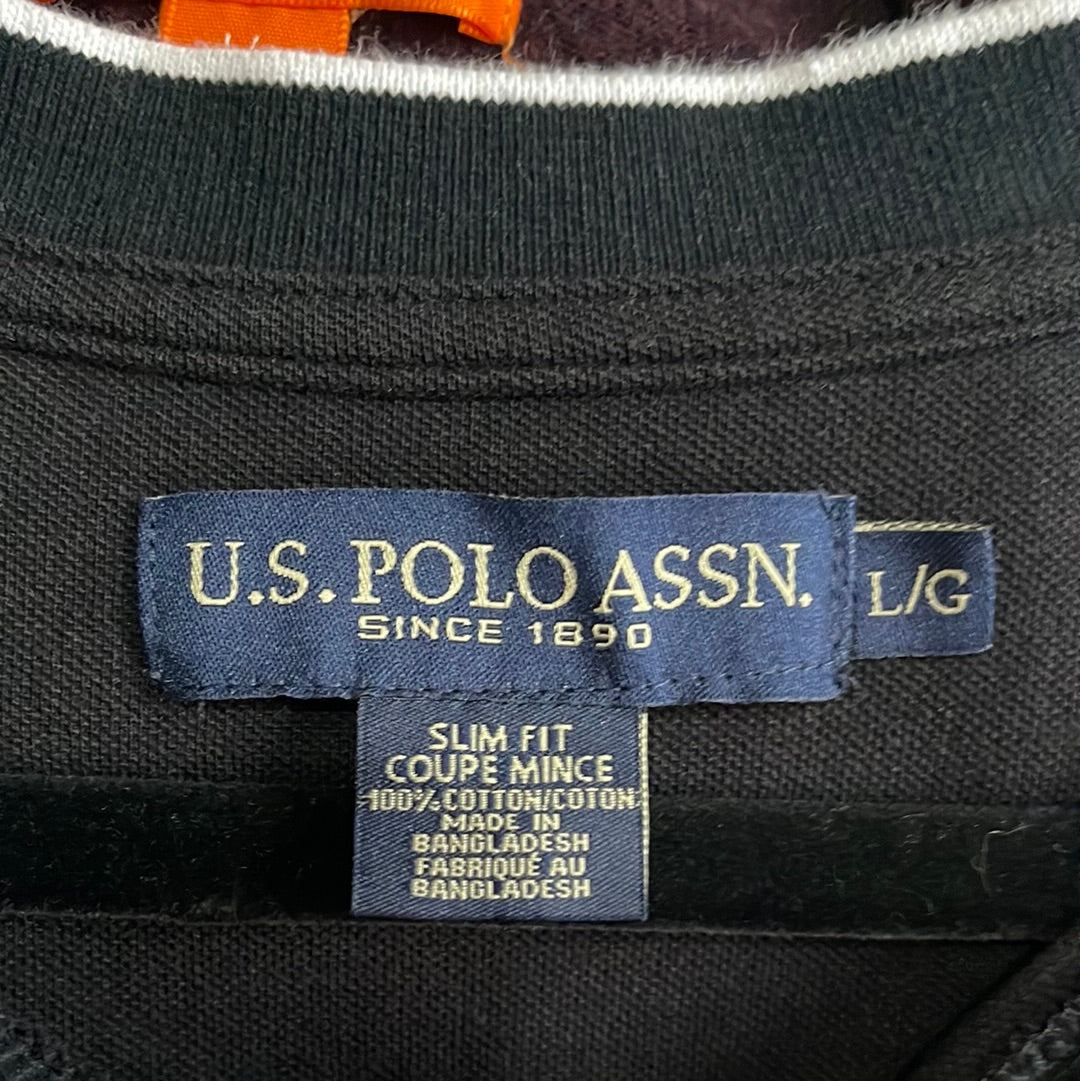 U.S. POLO ASSN.
SINCE 1890
L/G
SLIM FIT
COUPE MINCE
100% COTTON/COTON
MADE IN
BANGLADESH
FABRIQUÉ AU
BANGLADESH